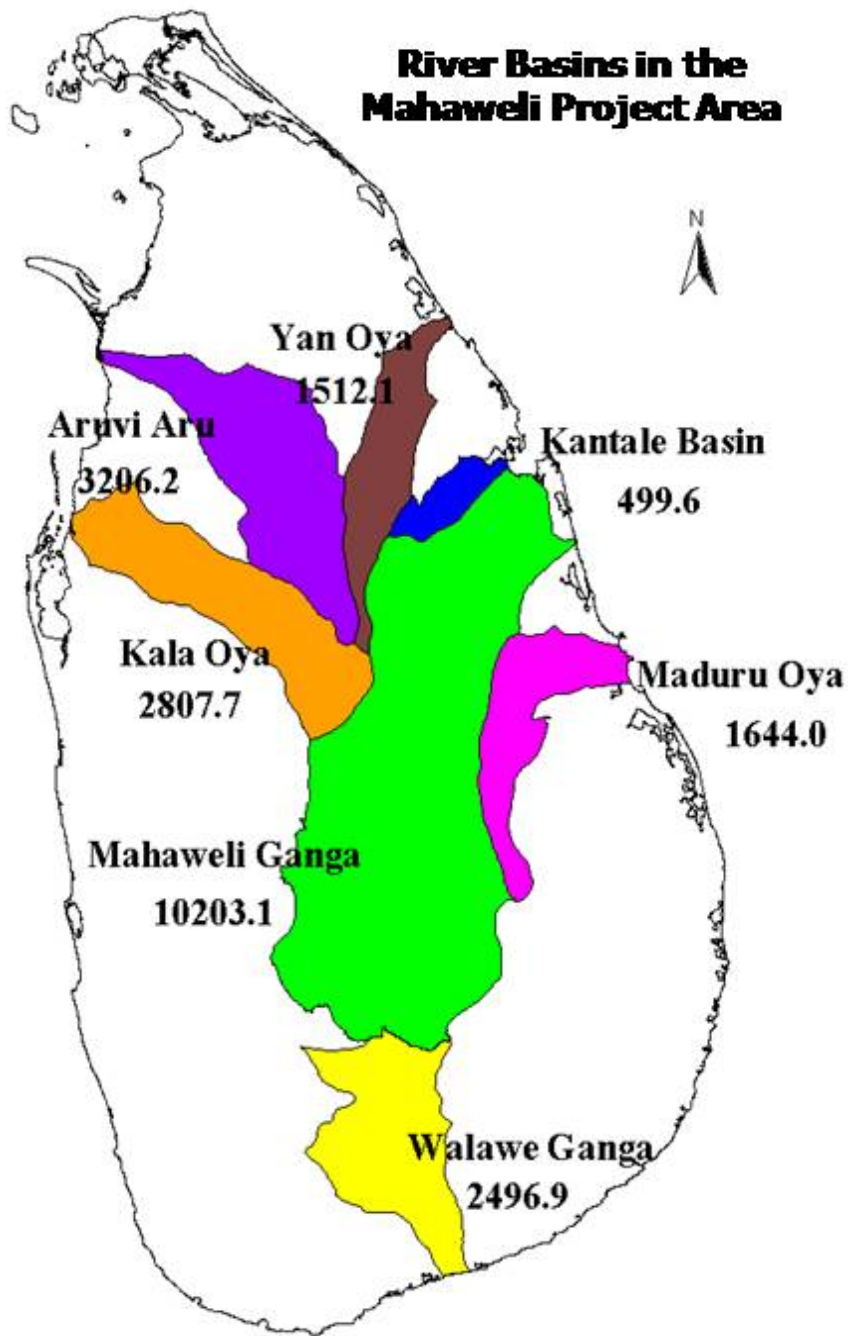 River Basins in the
Mahaweli Project Area
N
Yan Oya
1512.1
Aruvi Aru
3206.2
Kantale Basin
499.6
Kala Oya
2807.7
Maduru Oya
1644.0
Mahaweli Ganga
10203.1
Walawe Ganga
2496.9